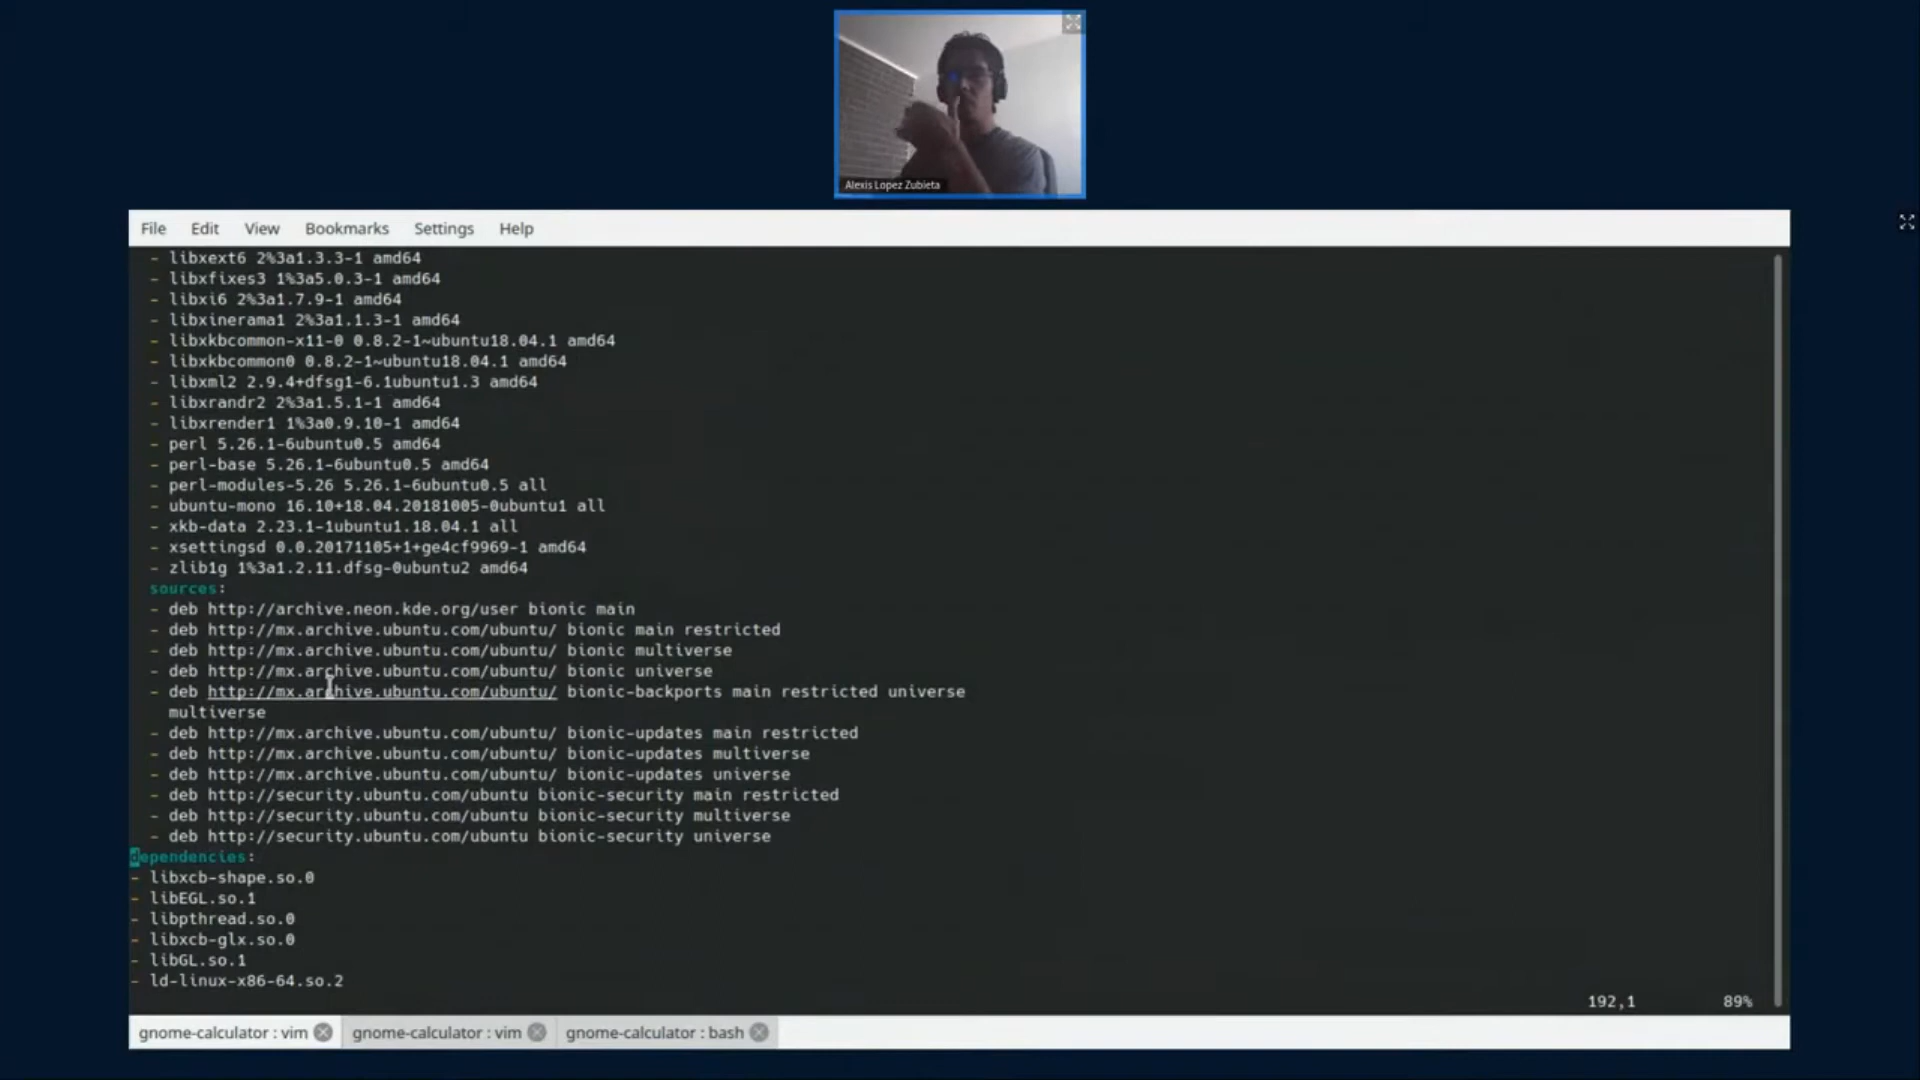 Alexis Lopez Zubieta
File Edit View Bookmarks Settings Help
- libxext6 2%3a1.3.3-1 amd64
- libxfixes3 1%3a5.0.3-1 amd64
- libxi6 2%3a1.7.9-1 amd64
- libxinerama1 2%3a1.1.3-1 amd64
- libxkbcommon-x11-0 0.8.2-1~ubuntu18.04.1 amd64
- libxkbcommon0 0.8.2-1~ubuntu18.04.1 amd64
- libxml2 2.9.4+dfsg1-6.1ubuntu1.3 amd64
- libxrandr2 2%3a1.5.1-1 amd64
- libxrender1 1%3a0.9.10-1 amd64
- perl 5.26.1-6ubuntu0.5 amd64
- perl-base 5.26.1-6ubuntu0.5 amd64
- perl-modules-5.26 5.26.1-6ubuntu0.5 all
- ubuntu-mono 16.10+18.04.20181005-0ubuntu1 all
- xkb-data 2.23.1-1ubuntu1.18.04.1 all
- xsettingsd 0.0.20171105+1+ge4cf9969-1 amd64
- zlib1g 1%3a1.2.11.dfsg-0ubuntu2 amd64
sources:
- deb http://archive.neon.kde.org/user bionic main
- deb http://mx.archive.ubuntu.com/ubuntu/ bionic main restricted
- deb http://mx.archive.ubuntu.com/ubuntu/ bionic multiverse
- deb http://mx.archive.ubuntu.com/ubuntu/ bionic universe
- deb http://mx.archive.ubuntu.com/ubuntu/ bionic-backports main restricted universe
multiverse
- deb http://mx.archive.ubuntu.com/ubuntu/ bionic-updates main restricted
- deb http://mx.archive.ubuntu.com/ubuntu/ bionic-updates multiverse
- deb http://mx.archive.ubuntu.com/ubuntu/ bionic-updates universe
- deb http://security.ubuntu.com/ubuntu bionic-security main restricted
- deb http://security.ubuntu.com/ubuntu bionic-security multiverse
- deb http://security.ubuntu.com/ubuntu bionic-security universe
dependencies:
- libxcb-shape.so.0
- libEGL.so.1
- libpthread.so.0
- libxcb-glx.so.0
- libGL.so.1
- ld-linux-x86-64.so.2
192,1 89%
gnome-calculator : vim gnome-calculator : vim gnome-calculator : bash